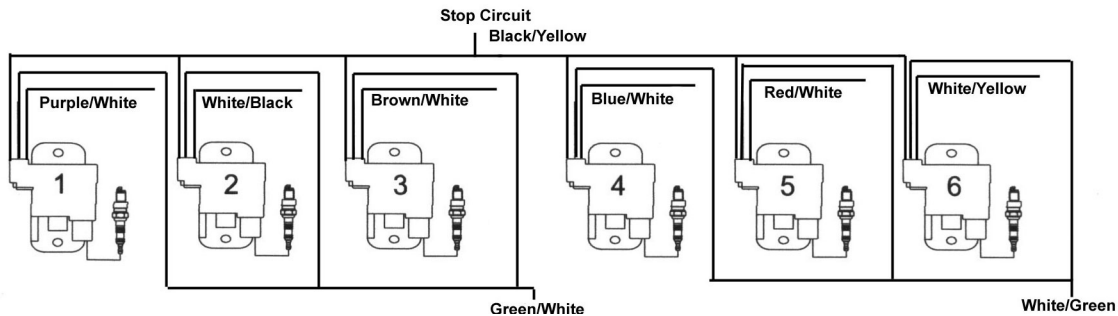 Stop Circuit
Black/Yellow
Purple/White
White/Black
Brown/White
Blue/White
Red/White
White/Yellow
1
2
3
4
5
6
Green/White
White/Green